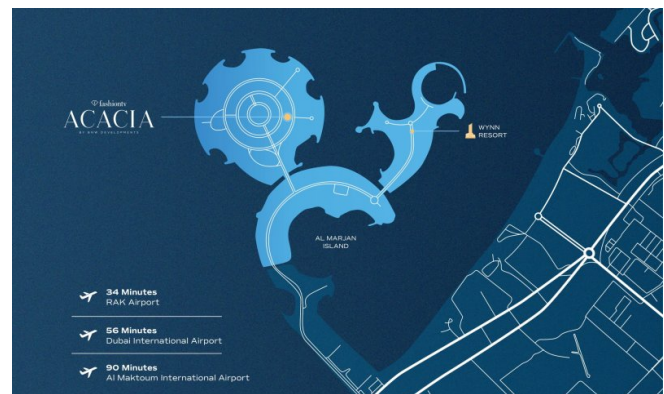 fashiontv
ACACIA
BY BNW DEVELOPMENTS
WYNN
RESORT
AL MARJAN
ISLAND
34 Minutes
RAK Airport
56 Minutes
Dubai International Airport
90 Minutes
Al Maktoum International Airport